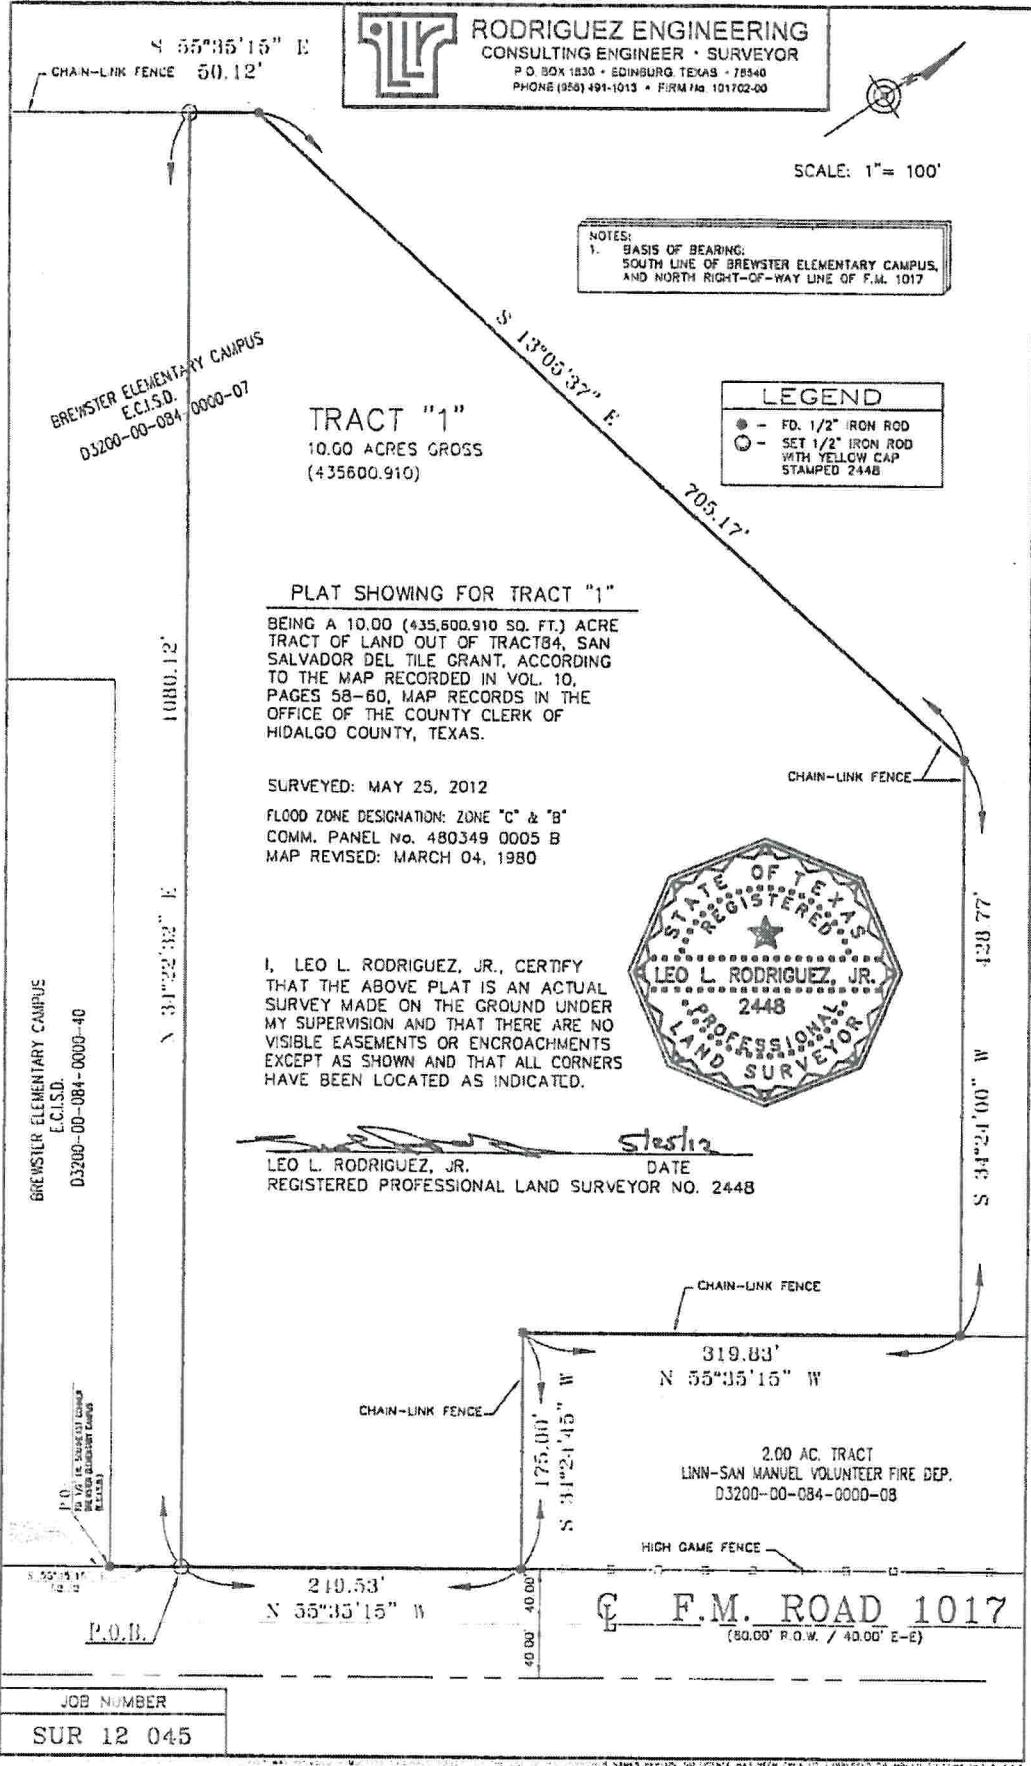 RODRIGUEZ ENGINEERING
CONSULTING ENGINEER • SURVEYOR
P.O. BOX 1830 • EDINBURG, TEXAS • 78540
PHONE (956) 491-1013 • FIRM No. 101702-00
S 55°35'15" E
50.12'
CHAIN-LINK FENCE
SCALE: 1"= 100'
NOTES:
1. BASIS OF BEARING:
SOUTH LINE OF BREWSTER ELEMENTARY CAMPUS,
AND NORTH RIGHT-OF-WAY LINE OF F.M. 1017
S 13°05'37" E
705.17'
BREWSTER ELEMENTARY CAMPUS
E.C.I.S.D.
D3200-00-084-0000-07
TRACT "1"
10.00 ACRES GROSS
(435600.910)
LEGEND
- FD. 1/2" IRON ROD
- SET 1/2" IRON ROD
WITH YELLOW CAP
STAMPED 2448
PLAT SHOWING FOR TRACT "1"
BEING A 10.00 (435,600.910 SQ. FT.) ACRE
TRACT OF LAND OUT OF TRACT84, SAN
SALVADOR DEL TILE GRANT, ACCORDING
TO THE MAP RECORDED IN VOL. 10,
PAGES 58-60, MAP RECORDS IN THE
OFFICE OF THE COUNTY CLERK OF
HIDALGO COUNTY, TEXAS.
1080.12'
N 34°22'32" E
SURVEYED: MAY 25, 2012
FLOOD ZONE DESIGNATION: ZONE "C" & "B"
COMM. PANEL No. 480349 0005 B
MAP REVISED: MARCH 04, 1980
CHAIN-LINK FENCE
STATE OF TEXAS
REGISTERED
LEO L. RODRIGUEZ, JR.
2448
PROFESSIONAL
LAND SURVEYOR
428.77'
S 34°24'00" W
I, LEO L. RODRIGUEZ, JR., CERTIFY
THAT THE ABOVE PLAT IS AN ACTUAL
SURVEY MADE ON THE GROUND UNDER
MY SUPERVISION AND THAT THERE ARE NO
VISIBLE EASEMENTS OR ENCROACHMENTS
EXCEPT AS SHOWN AND THAT ALL CORNERS
HAVE BEEN LOCATED AS INDICATED.
BREWSTER ELEMENTARY CAMPUS
E.C.I.S.D.
D3200-00-084-0000-40
5/25/12
LEO L. RODRIGUEZ, JR.
DATE
REGISTERED PROFESSIONAL LAND SURVEYOR NO. 2448
CHAIN-LINK FENCE
319.83'
N 55°35'15" W
CHAIN-LINK FENCE
175.00'
S 34°24'45" W
2.00 AC. TRACT
LINN-SAN MANUEL VOLUNTEER FIRE DEP.
D3200-00-084-0000-08
HIGH GAME FENCE
249.53'
N 55°35'15" W
P.O.B.
40.00'
40.00'
CL F.M. ROAD 1017
(80.00' R.O.W. / 40.00' E-E)
JOB NUMBER
SUR 12 045